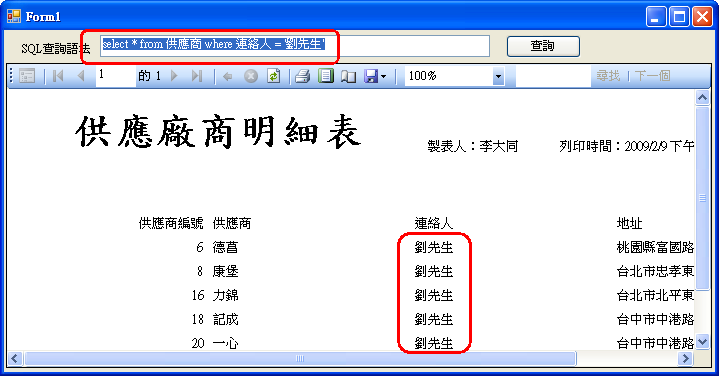 Form1
SQL查詢語法 select * from 供應商 where 連絡人 = '劉先生' 查詢
1 的 1 100% 尋找 | 下一個
供應廠商明細表
製表人：李大同 列印時間：2009/2/9 下午
供應商編號 供應商 連絡人 地址
6 德菖 劉先生 桃園縣富國路
8 康堡 劉先生 台北市忠孝東
16 力錦 劉先生 台北市北平東
18 記成 劉先生 台中市中港路
20 一心 劉先生 台中市中港路